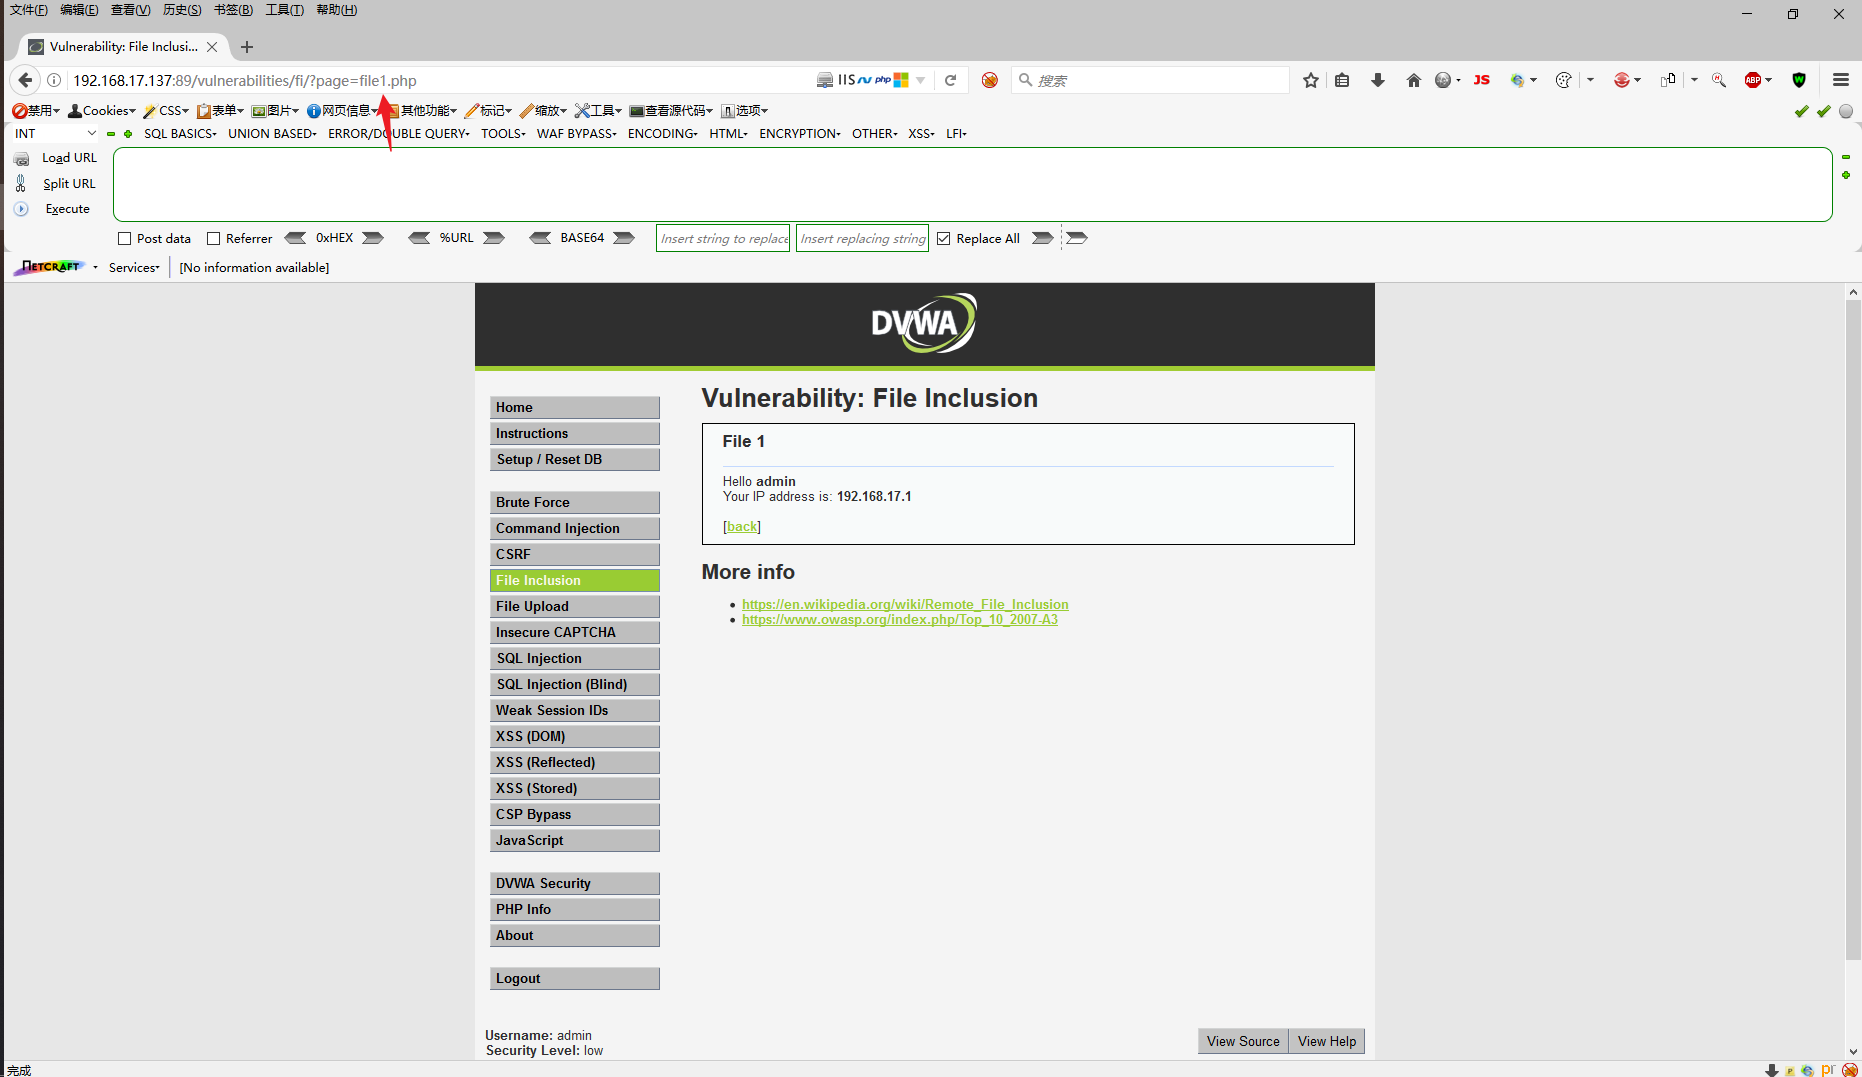 文件(F) 编辑(E) 查看(V) 历史(S) 书签(B) 工具(T) 帮助(H)
Vulnerability: File Inclusi...
192.168.17.137:89/vulnerabilities/fi/?page=file1.php IIS php 搜索 JS ABP
禁用 Cookies CSS 表单 图片 网页信息 其他功能 标记 缩放 工具 查看源代码 选项
INT SQL BASICS UNION BASED ERROR/DOUBLE QUERY TOOLS WAF BYPASS ENCODING HTML ENCRYPTION OTHER XSS LFI
Load URL
Split URL
Execute
Post data Referrer 0xHEX %URL BASE64 Insert string to replace Insert replacing string Replace All
NETCRAFT Services [No information available]
DVWA
Home
Instructions
Setup / Reset DB
Brute Force
Command Injection
CSRF
File Inclusion
File Upload
Insecure CAPTCHA
SQL Injection
SQL Injection (Blind)
Weak Session IDs
XSS (DOM)
XSS (Reflected)
XSS (Stored)
CSP Bypass
JavaScript
DVWA Security
PHP Info
About
Logout
Vulnerability: File Inclusion
File 1
Hello admin
Your IP address is: 192.168.17.1
[back]
More info
https://en.wikipedia.org/wiki/Remote_File_Inclusion
https://www.owasp.org/index.php/Top_10_2007-A3
Username: admin
Security Level: low
View Source View Help
完成 pr